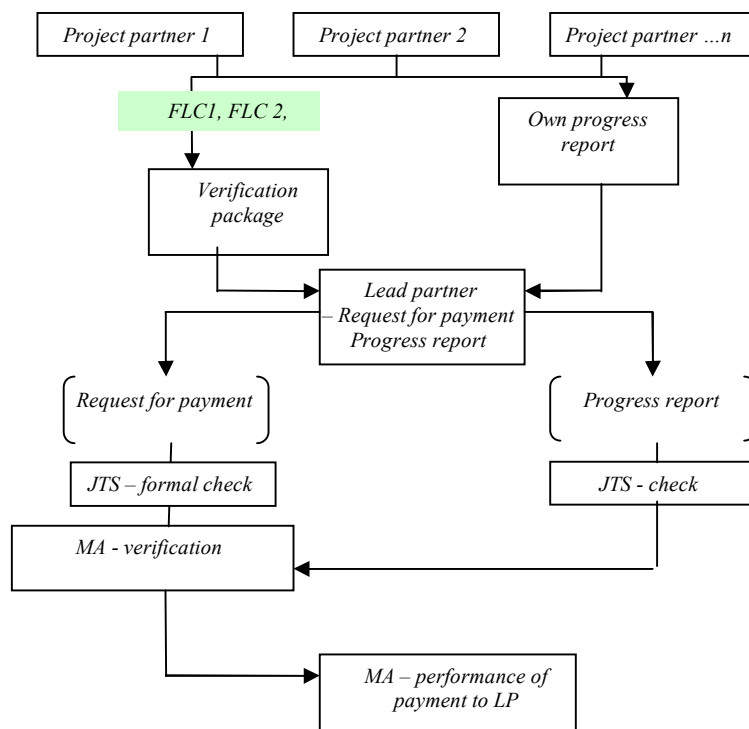 Project partner 1
Project partner 2
Project partner ...n
FLC1, FLC 2,
Own progress
report
Verification
package
Lead partner
– Request for payment
Progress report
Request for payment
Progress report
JTS – formal check
JTS - check
MA - verification
MA – performance of
payment to LP